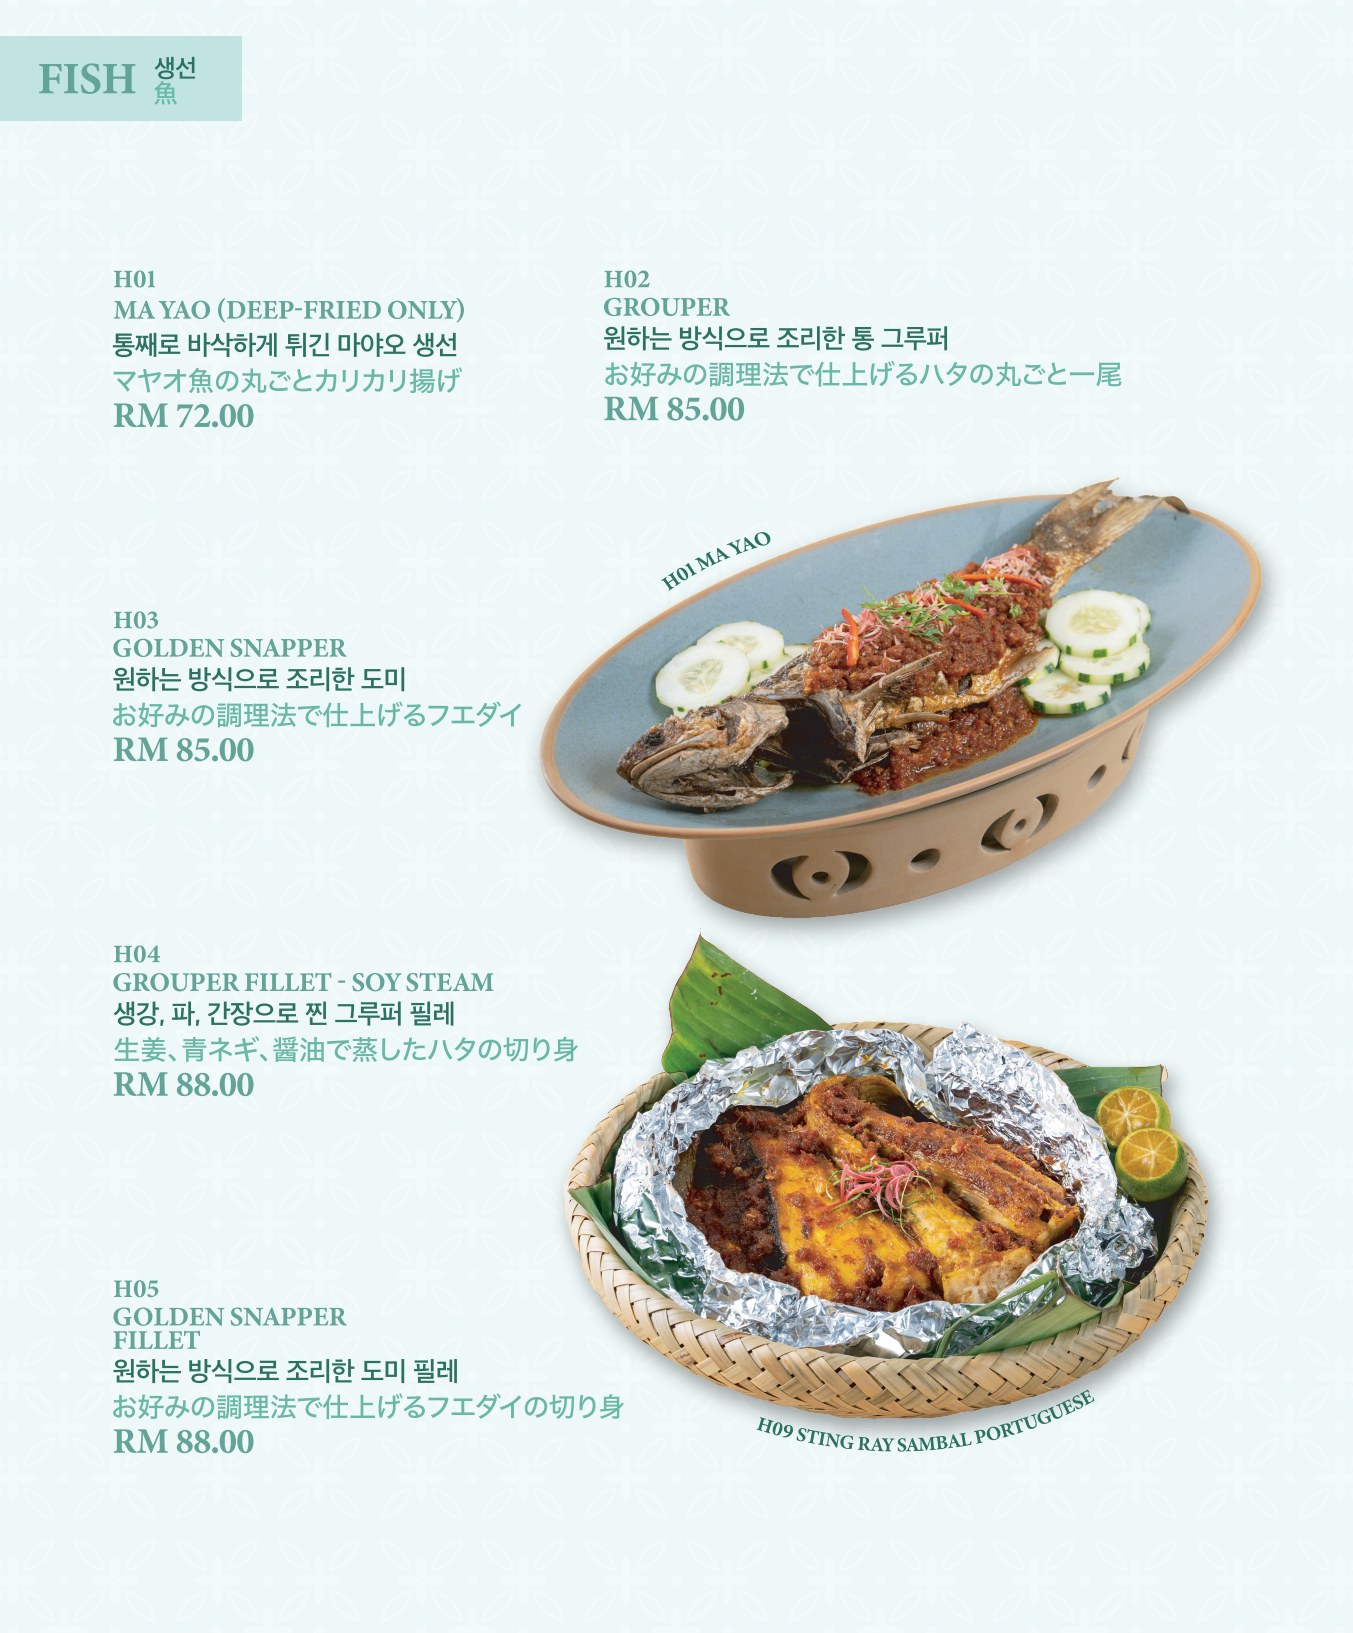 FISH
생선
魚
H01
MA YAO (DEEP-FRIED ONLY)
통째로 바삭하게 튀긴 마야오 생선
マヤオ魚の丸ごとカリカリ揚げ
RM 72.00
H02
GROUPER
원하는 방식으로 조리한 통 그루퍼
お好みの調理法で仕上げるハタの丸ごと一尾
RM 85.00
H01 MA YAO
H03
GOLDEN SNAPPER
원하는 방식으로 조리한 도미
お好みの調理法で仕上げるフエダイ
RM 85.00
H04
GROUPER FILLET - SOY STEAM
생강, 파, 간장으로 찐 그루퍼 필레
生姜、青ネギ、醤油で蒸したハタの切り身
RM 88.00
H05
GOLDEN SNAPPER
FILLET
원하는 방식으로 조리한 도미 필레
お好みの調理法で仕上げるフエダイの切り身
RM 88.00
H09 STING RAY SAMBAL PORTUGUESE